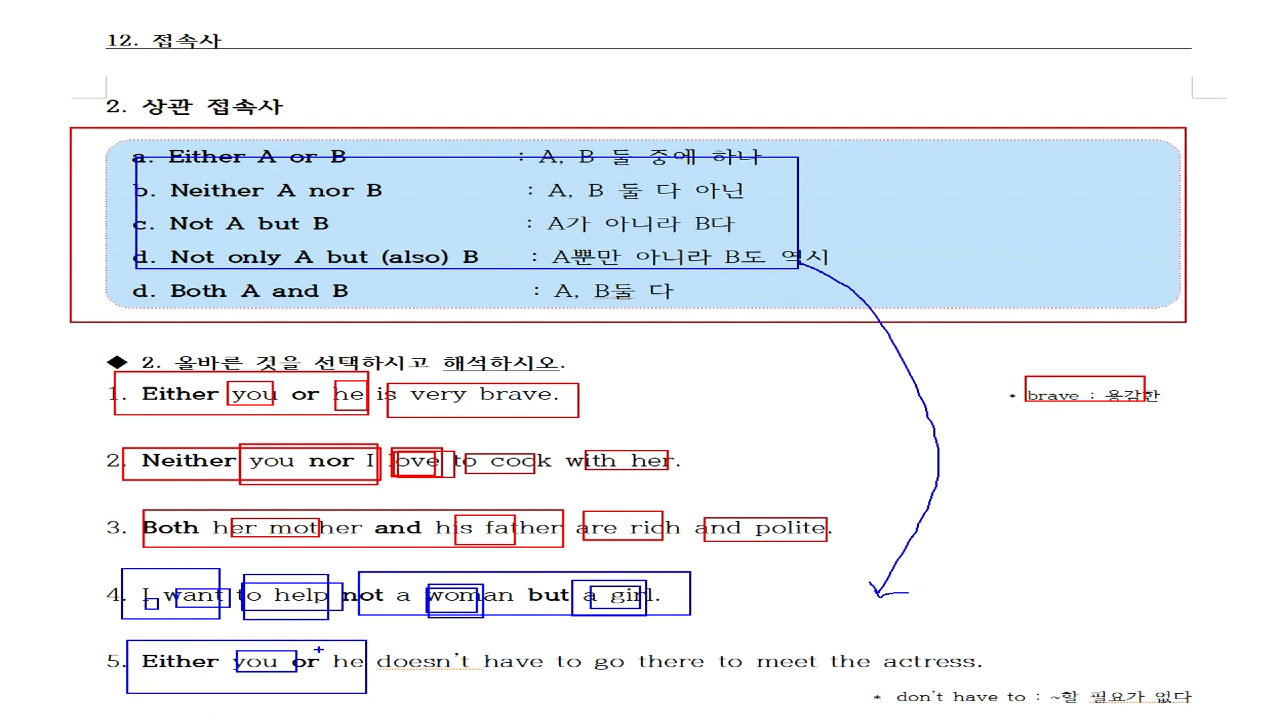 12. 접속사
2. 상관 접속사
a. Either A or B : A, B 둘 중에 하나
b. Neither A nor B : A, B 둘 다 아닌
c. Not A but B : A가 아니라 B다
d. Not only A but (also) B : A뿐만 아니라 B도 역시
d. Both A and B : A, B둘 다
◆ 2. 올바른 것을 선택하시고 해석하시오.
1. Either you or he is very brave.
* brave : 용감한
2. Neither you nor I love to cook with her.
3. Both her mother and his father are rich and polite.
4. I want to help not a woman but a girl.
5. Either you or he doesn't have to go there to meet the actress.
* don't have to : ~할 필요가 없다